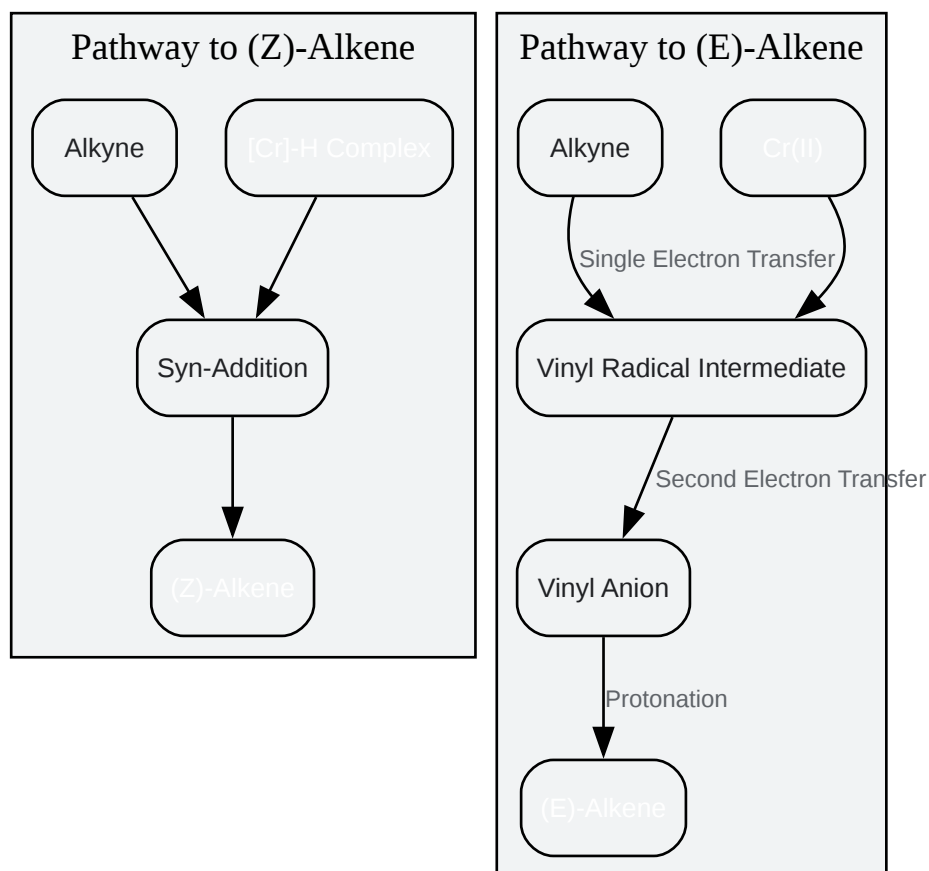 Pathway to (Z)-Alkene
Alkyne
[Cr]-H Complex
Syn-Addition
(Z)-Alkene
Pathway to (E)-Alkene
Alkyne
Cr(II)
Single Electron Transfer
Vinyl Radical Intermediate
Second Electron Transfer
Vinyl Anion
Protonation
(E)-Alkene